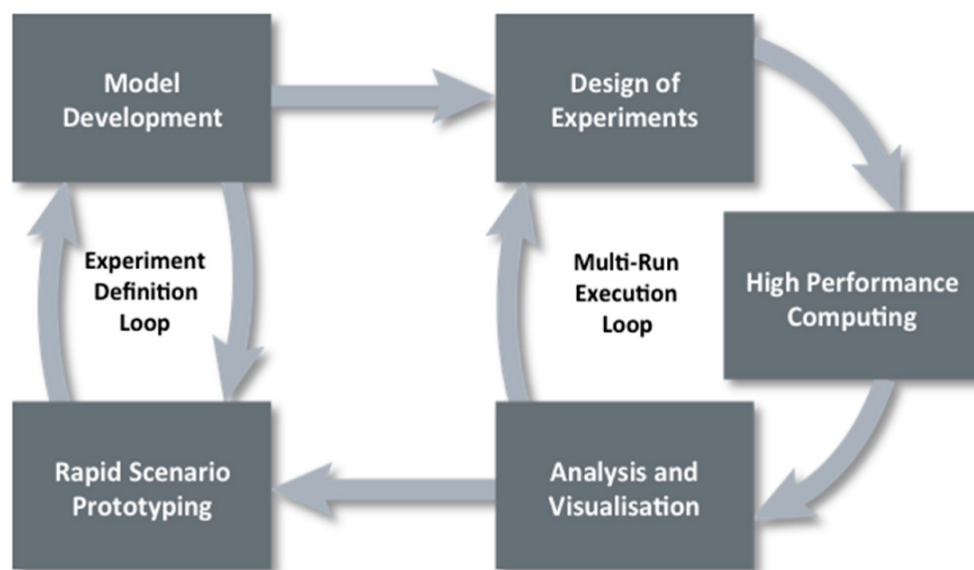 Model
Development
Design of
Experiments
Experiment
Definition
Loop
Multi-Run
Execution
Loop
High Performance
Computing
Rapid Scenario
Prototyping
Analysis and
Visualisation